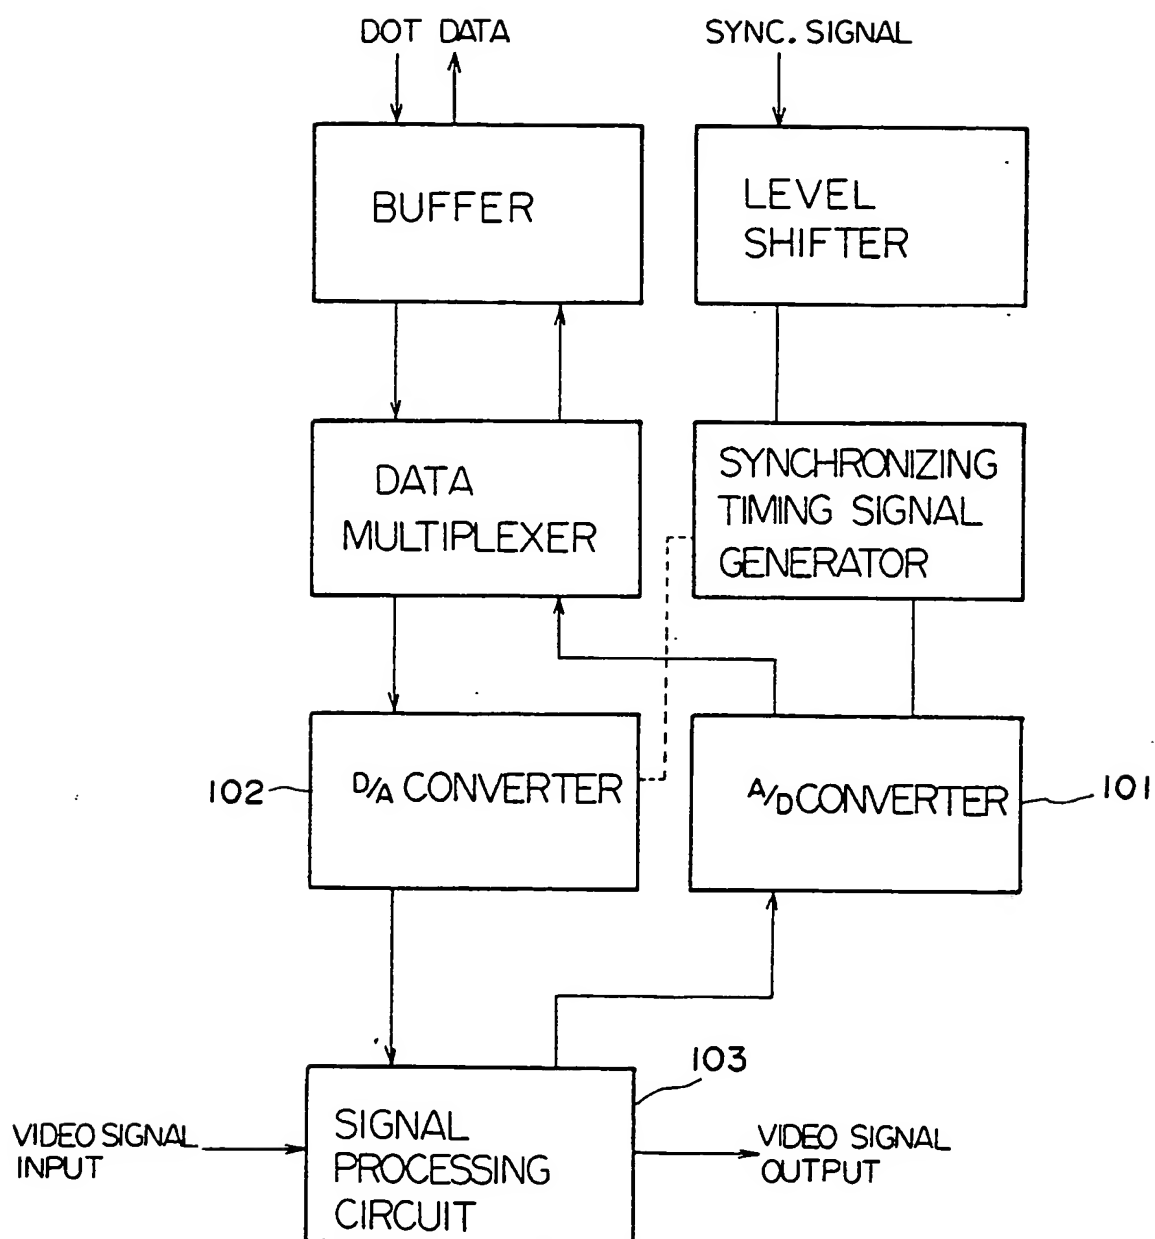 DOT DATA
SYNC. SIGNAL
BUFFER
LEVEL
SHIFTER
DATA
MULTIPLEXER
SYNCHRONIZING
TIMING SIGNAL
GENERATOR
102
D/A CONVERTER
A/D CONVERTER
101
103
VIDEO SIGNAL
INPUT
SIGNAL
PROCESSING
CIRCUIT
VIDEO SIGNAL
OUTPUT